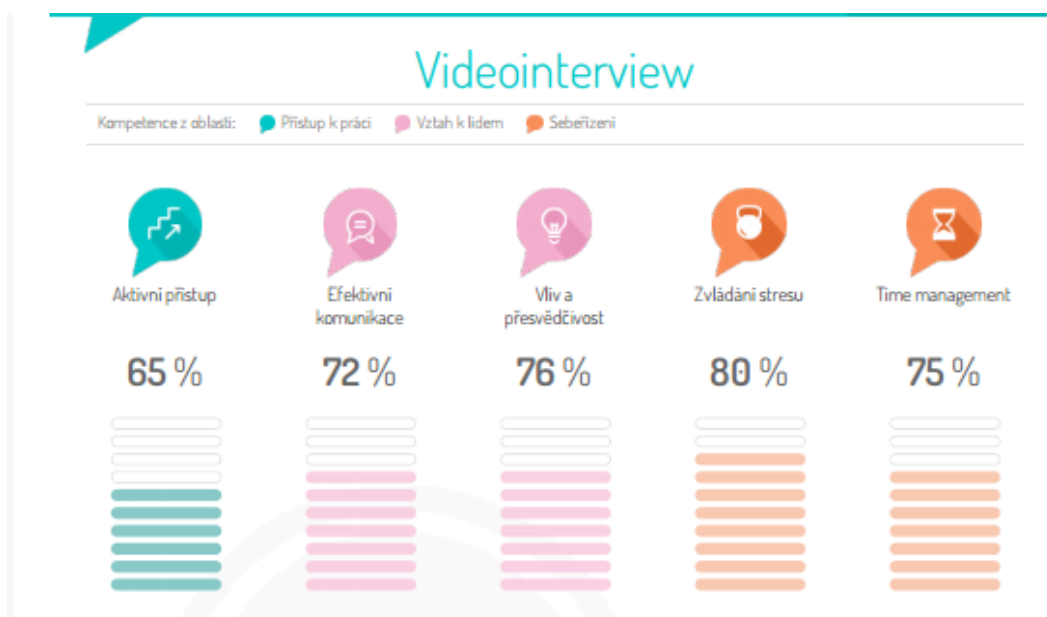 Videointerview
Kompetence z oblasti: Přístup k práci Vztah k lidem Sebeřízení
Aktivní přístup
Efektivní komunikace
Vliv a přesvědčivost
Zvládání stresu
Time management
65 %
72 %
76 %
80 %
75 %